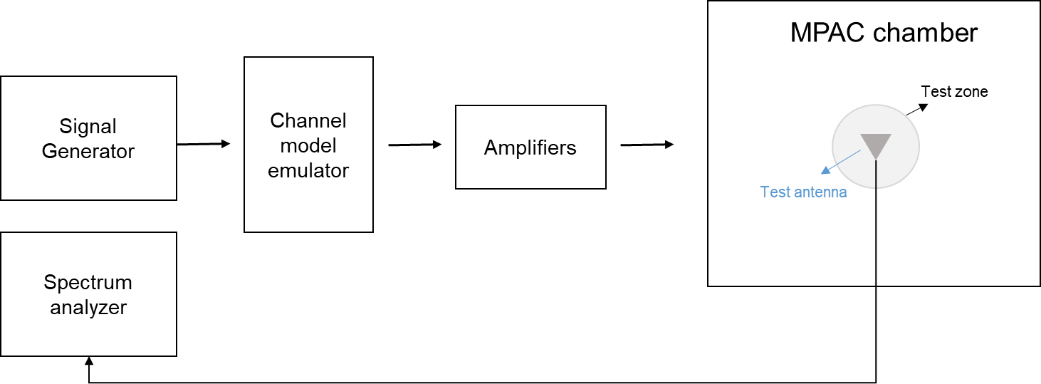 MPAC chamber
Test zone
Signal
Generator
Channel
model
emulator
Amplifiers
Test antenna
Spectrum
analyzer